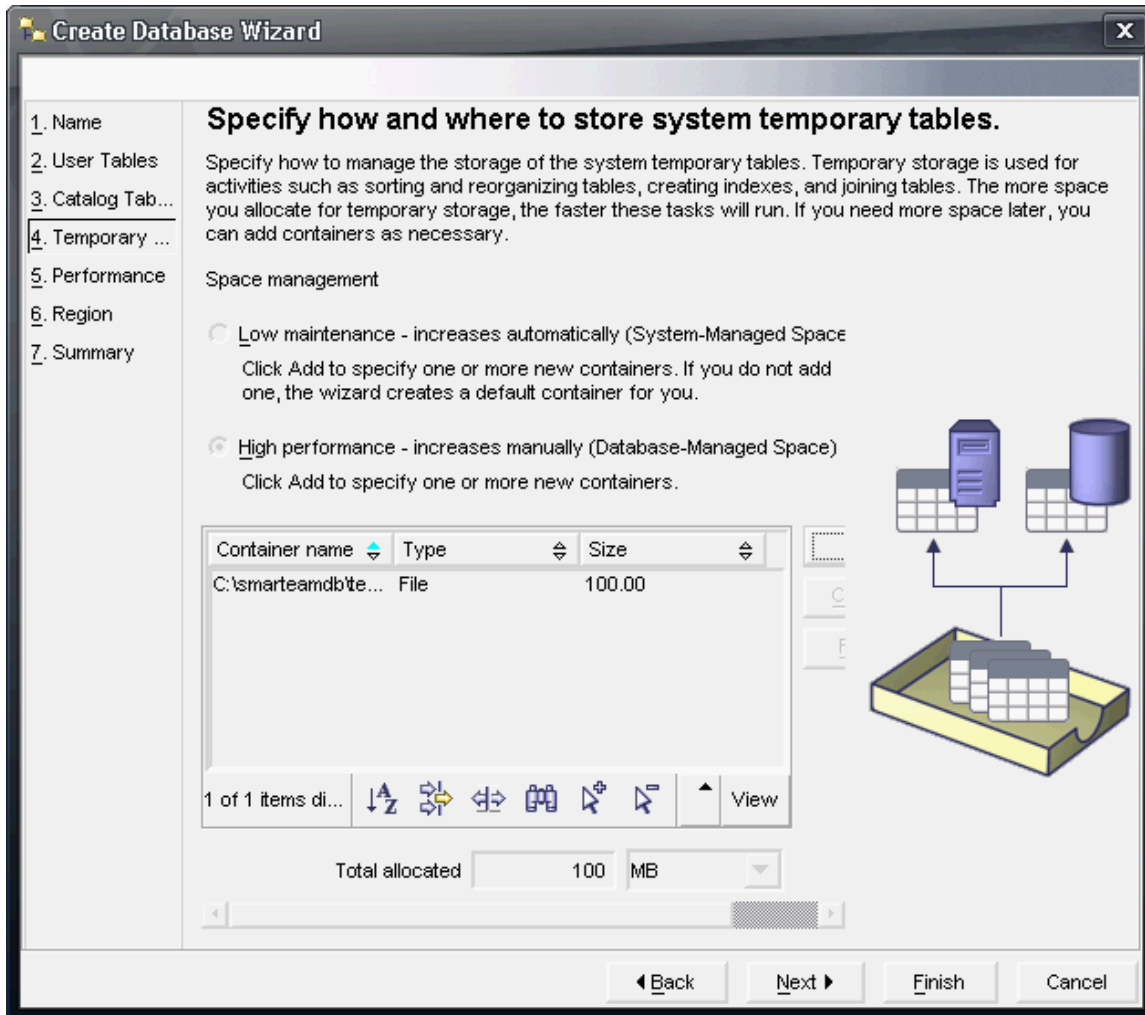 Create Database Wizard
1. Name
2. User Tables
3. Catalog Tab...
4. Temporary ...
5. Performance
6. Region
7. Summary
Specify how and where to store system temporary tables.
Specify how to manage the storage of the system temporary tables. Temporary storage is used for
activities such as sorting and reorganizing tables, creating indexes, and joining tables. The more space
you allocate for temporary storage, the faster these tasks will run. If you need more space later, you
can add containers as necessary.
Space management
Low maintenance - increases automatically (System-Managed Space
Click Add to specify one or more new containers. If you do not add
one, the wizard creates a default container for you.
High performance - increases manually (Database-Managed Space)
Click Add to specify one or more new containers.
Container name Type Size
C:\smarteamdb\te... File 100.00
C
1 of 1 items di... View
Total allocated 100 MB
Back Next Finish Cancel